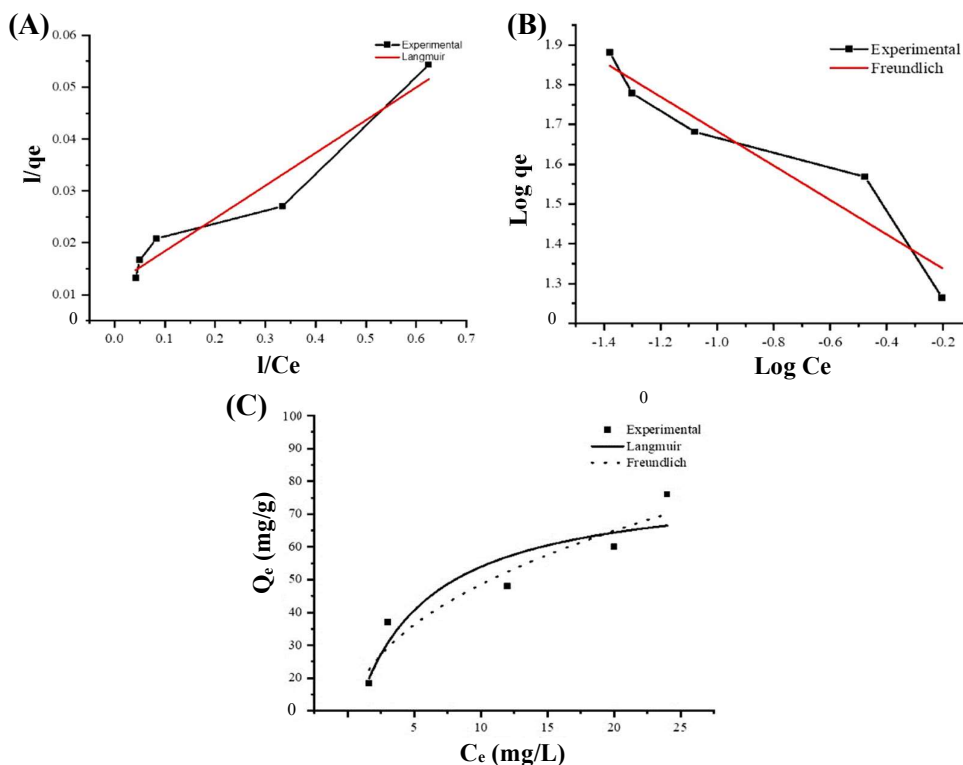 (A)
0.06
0.05
0.04
0.03
0.02
0.01
0
0.0 0.1 0.2 0.3 0.4 0.5 0.6 0.7
l/qe
l/Ce
Experimental
Langmuir
(B)
1.9
1.8
1.7
1.6
1.5
1.4
1.3
0
-1.4 -1.2 -1.0 -0.8 -0.6 -0.4 -0.2
Log qe
Log Ce
Experimental
Freundlich
0
(C)
100
90
80
70
60
50
40
30
20
10
0
5 10 15 20 25
Qe (mg/g)
Ce (mg/L)
Experimental
Langmuir
Freundlich